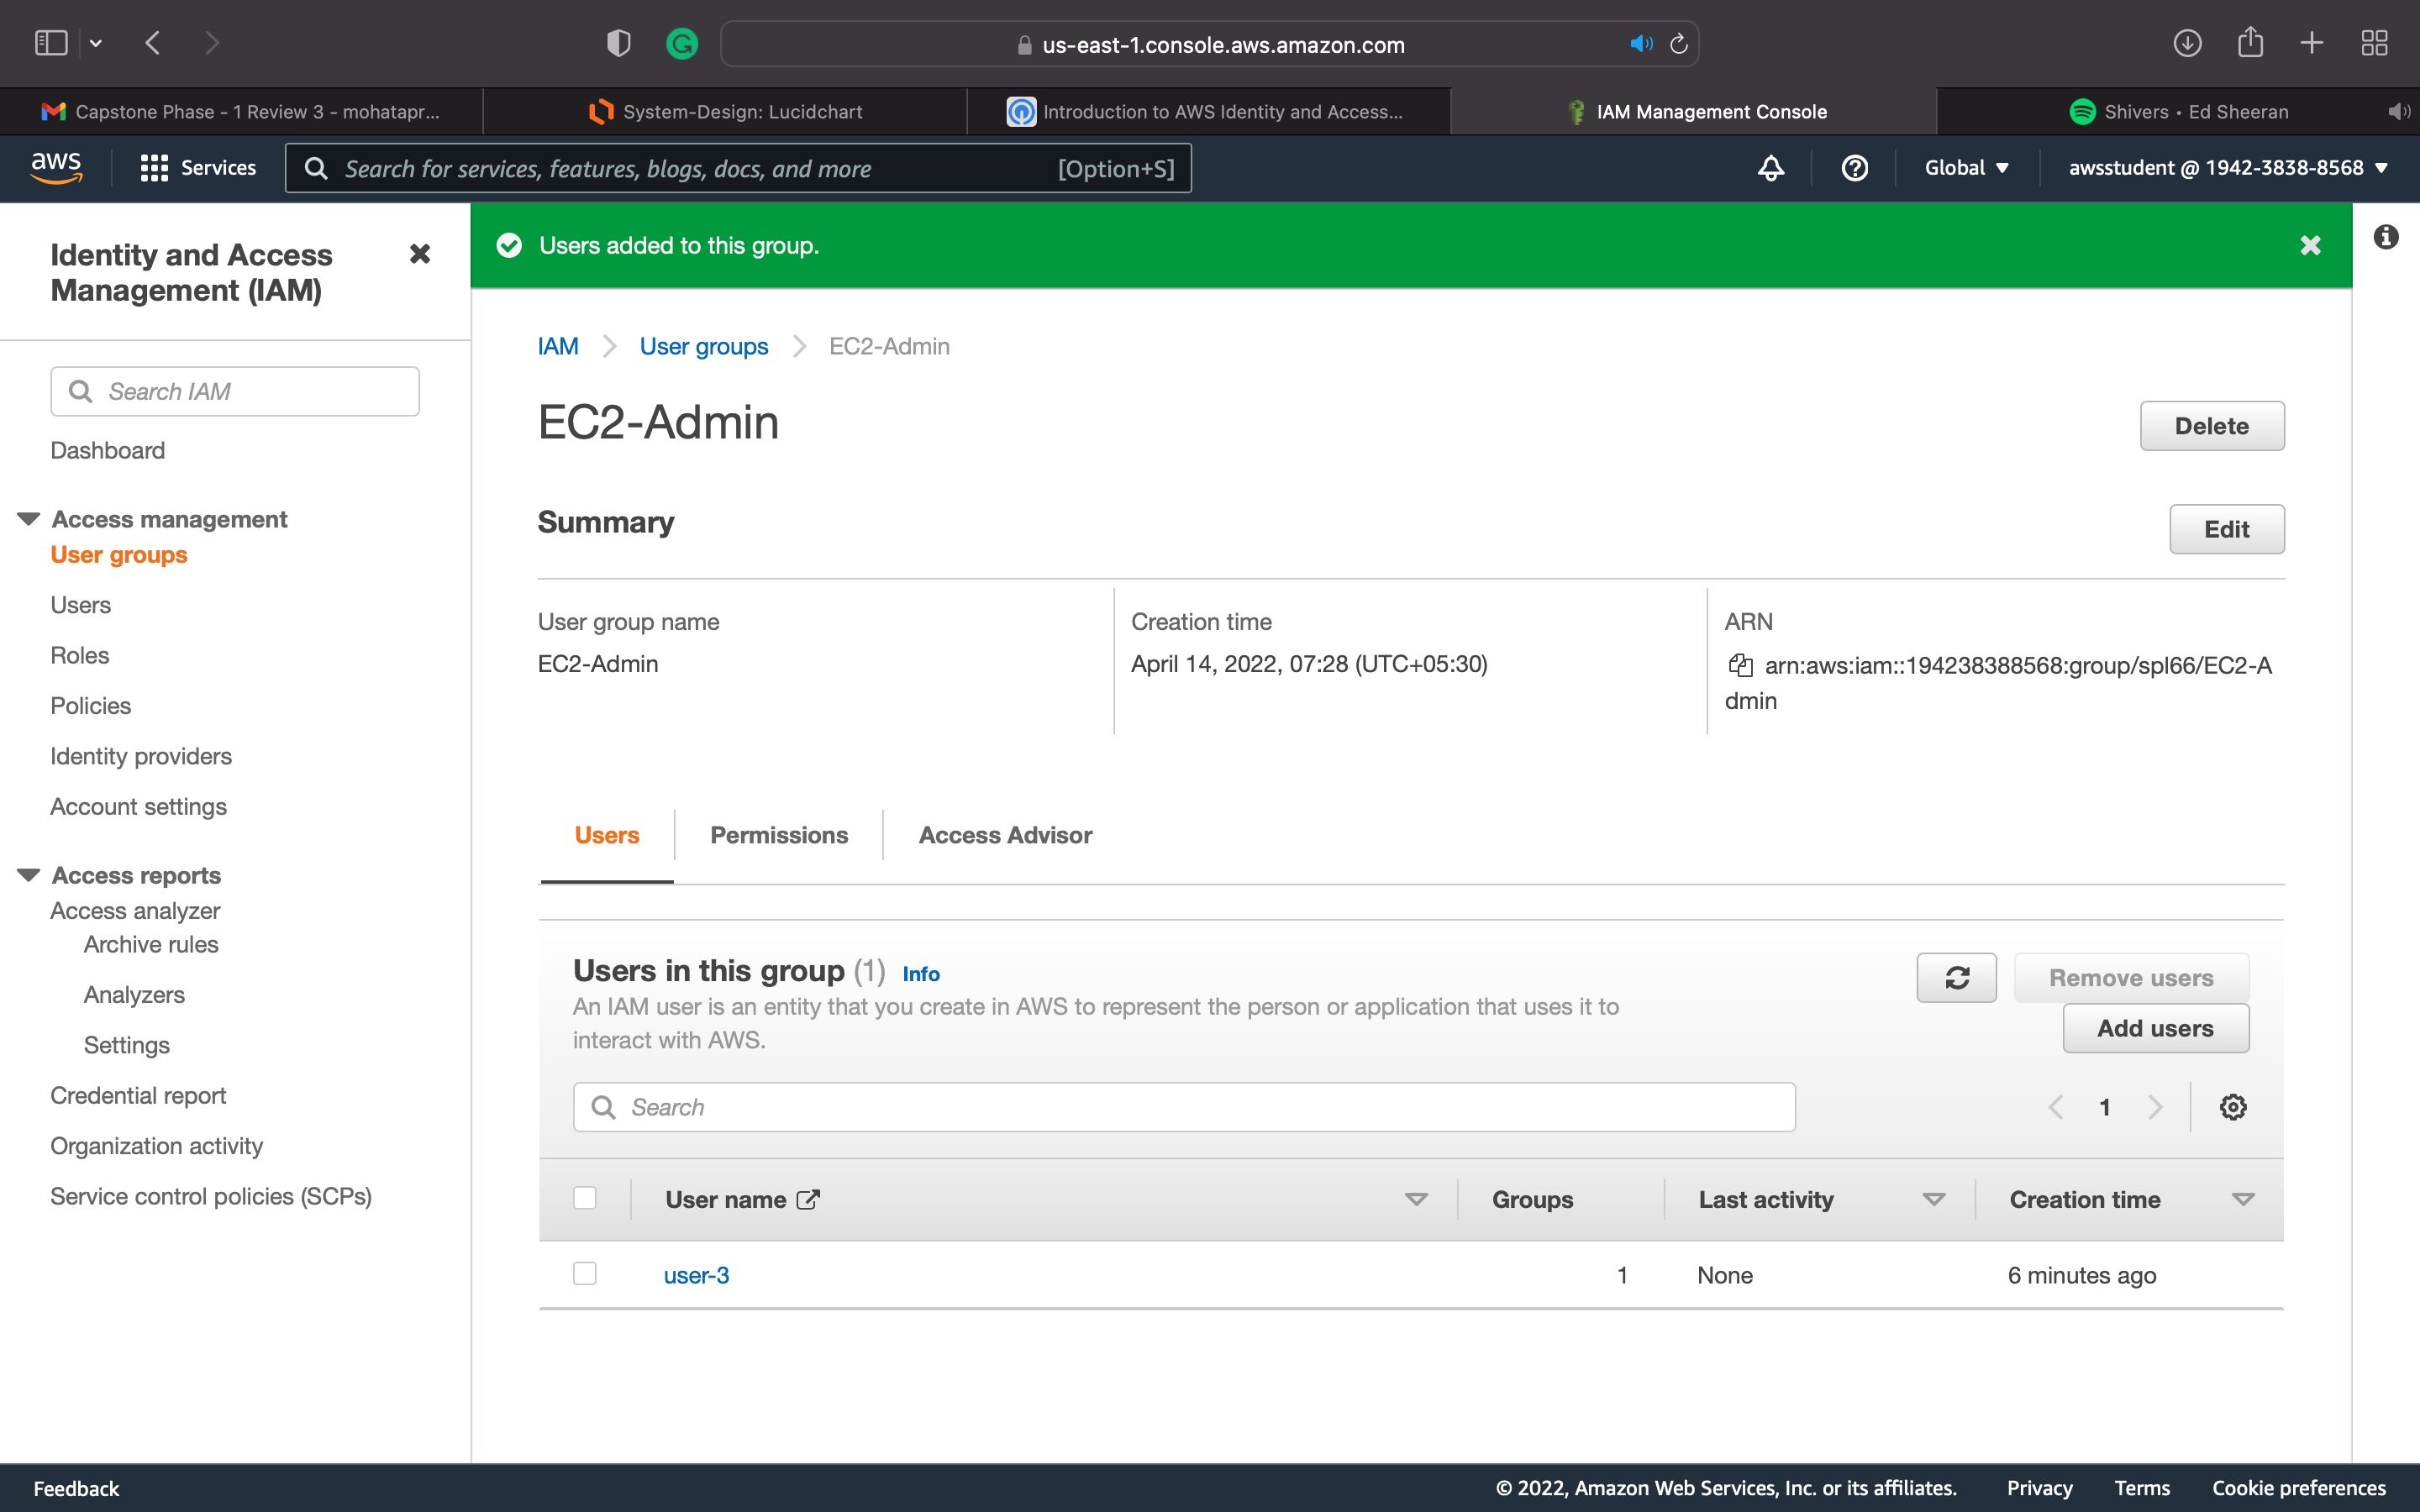 us-east-1.console.aws.amazon.com
Capstone Phase - 1 Review 3 - mohatapr...
System-Design: Lucidchart
Introduction to AWS Identity and Access...
IAM Management Console
Shivers • Ed Sheeran
aws
Services
Search for services, features, blogs, docs, and more
[Option+S]
Global ▼
awsstudent @ 1942-3838-8568 ▼
Identity and Access
Management (IAM)
Search IAM
Dashboard
Access management
User groups
Users
Roles
Policies
Identity providers
Account settings
Access reports
Access analyzer
Archive rules
Analyzers
Settings
Credential report
Organization activity
Service control policies (SCPs)
Users added to this group.
IAM > User groups > EC2-Admin
EC2-Admin
Delete
Summary
Edit
User group name
EC2-Admin
Creation time
April 14, 2022, 07:28 (UTC+05:30)
ARN
arn:aws:iam::194238388568:group/spl66/EC2-A
dmin
Users
Permissions
Access Advisor
Users in this group (1) Info
An IAM user is an entity that you create in AWS to represent the person or application that uses it to
interact with AWS.
Remove users
Add users
Search
1
User name
Groups
Last activity
Creation time
user-3
1
None
6 minutes ago
Feedback
© 2022, Amazon Web Services, Inc. or its affiliates.
Privacy
Terms
Cookie preferences